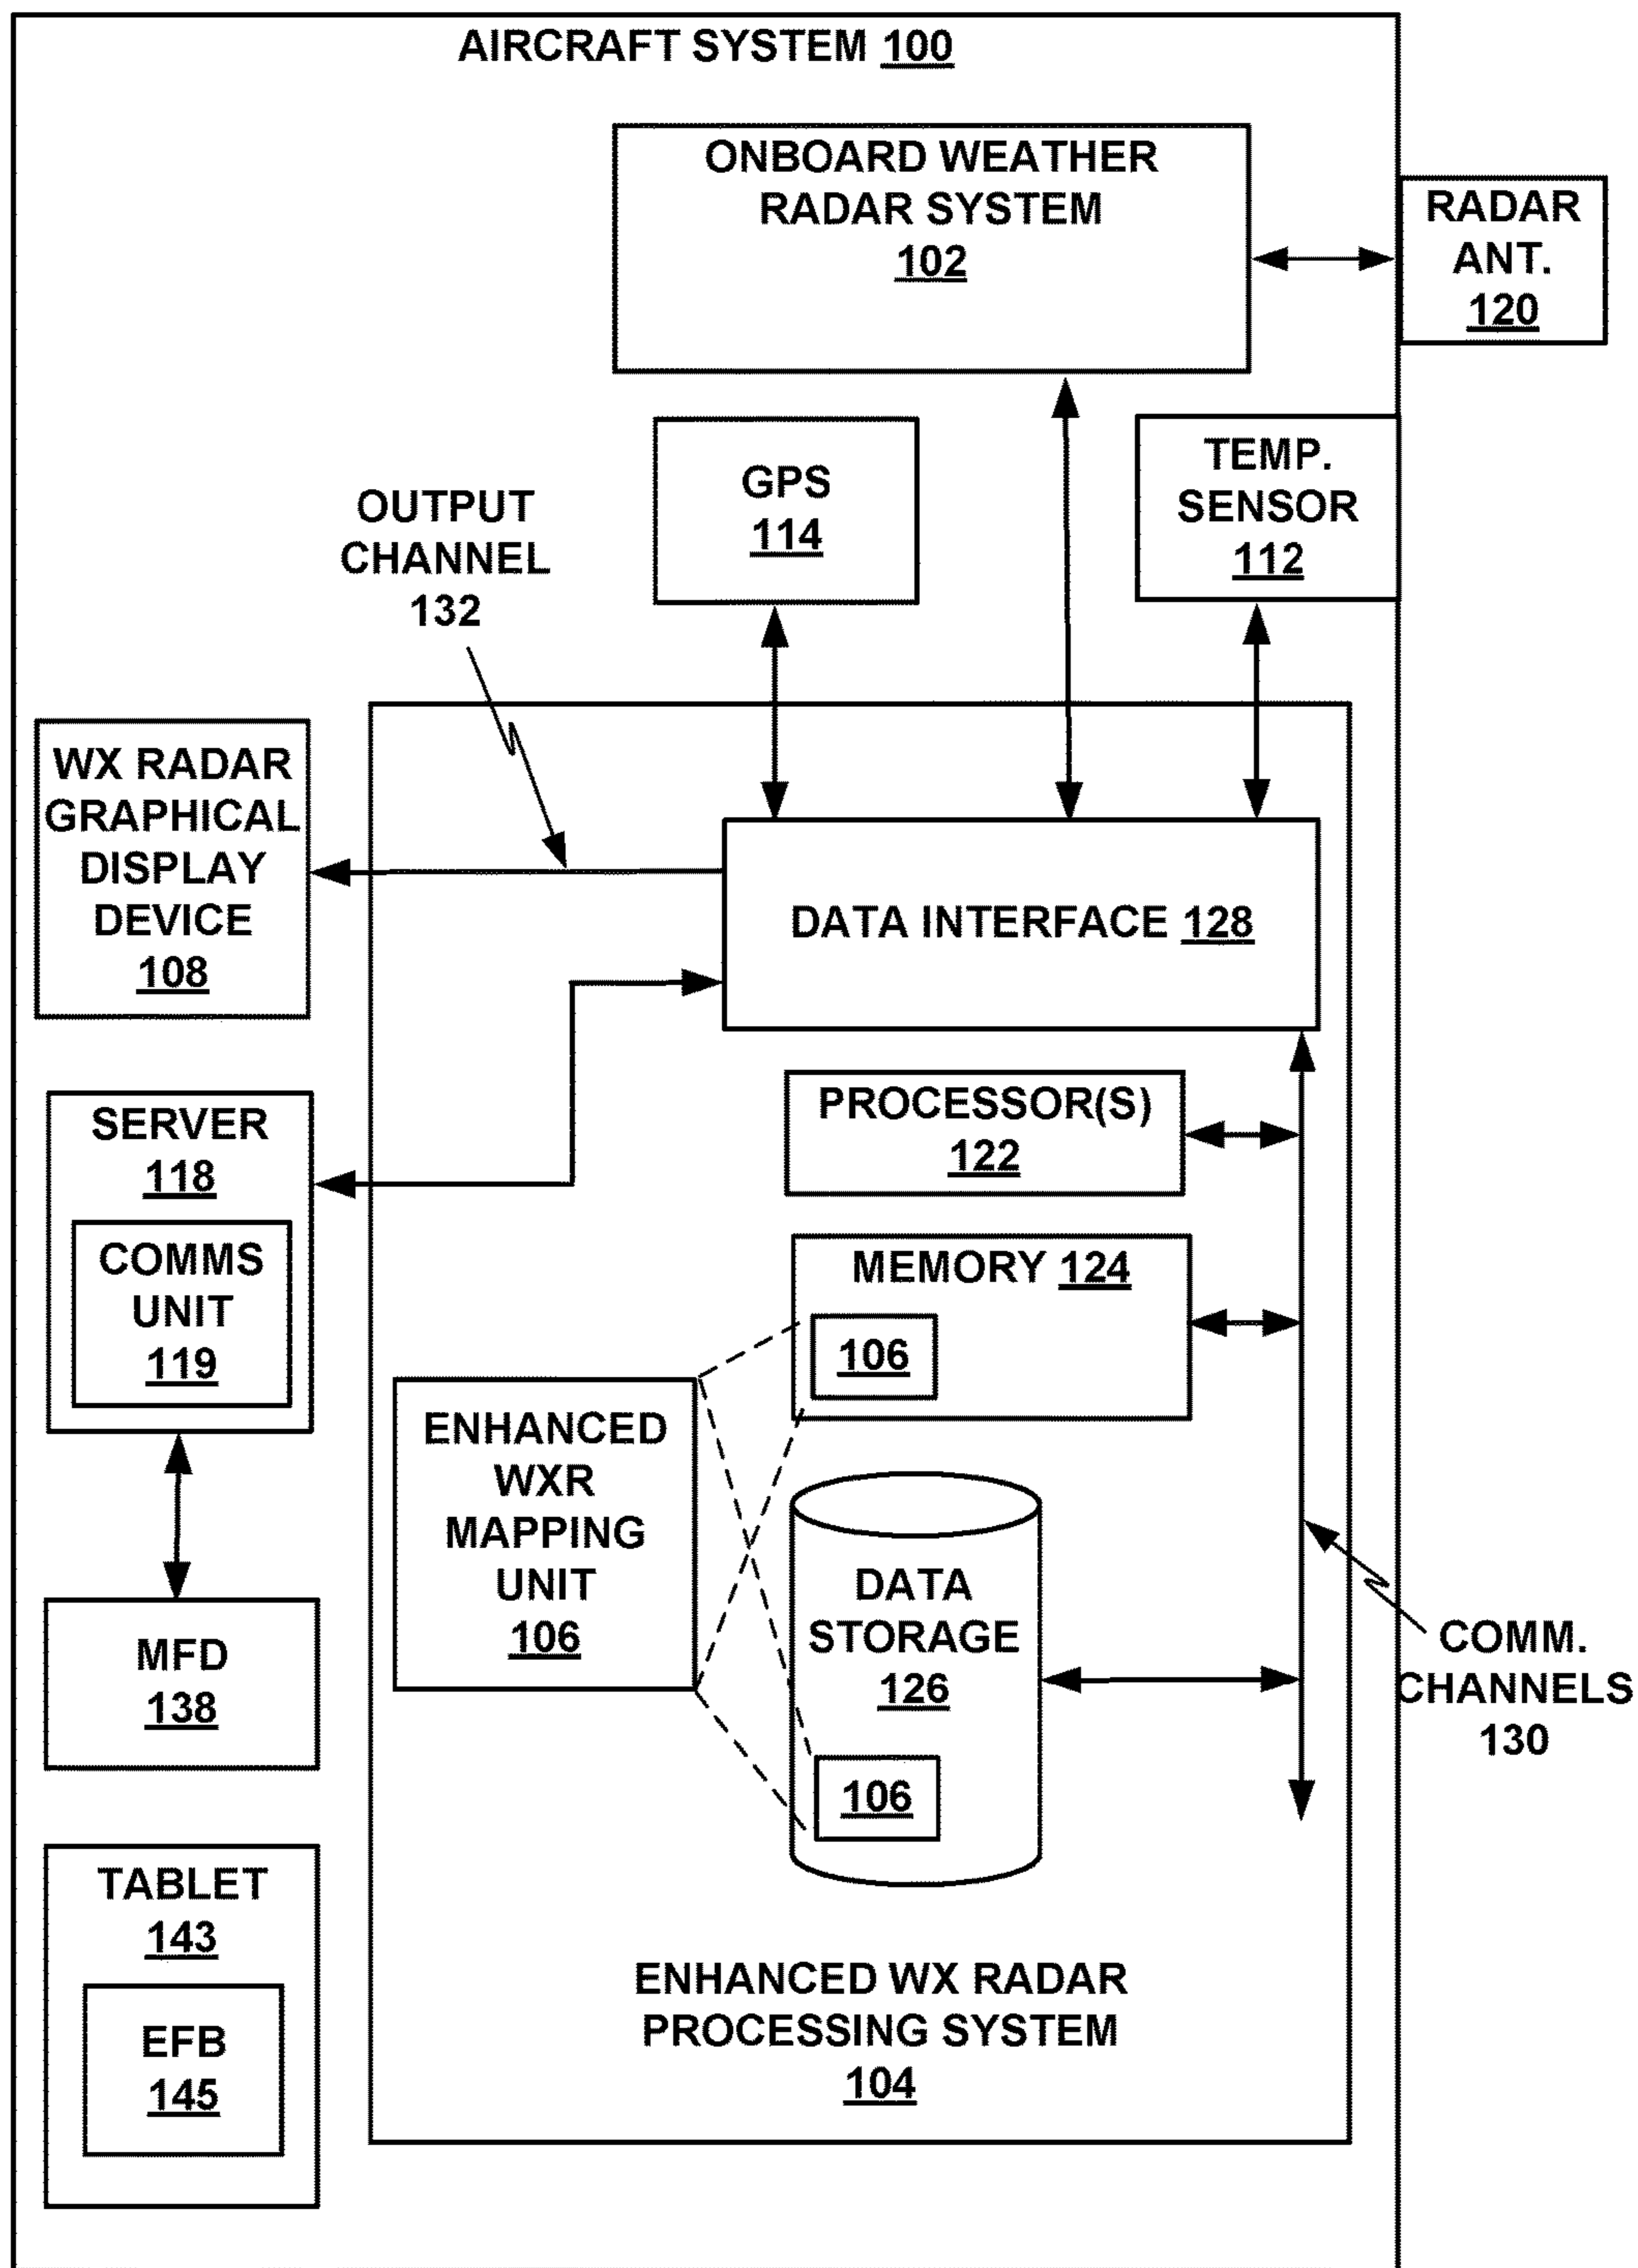 AIRCRAFT SYSTEM 100
ONBOARD WEATHER
RADAR SYSTEM
102
RADAR
ANT.
120
GPS
114
TEMP.
SENSOR
112
OUTPUT
CHANNEL
132
WX RADAR
GRAPHICAL
DISPLAY
DEVICE
108
DATA INTERFACE 128
SERVER
118
COMMS
UNIT
119
PROCESSOR(S)
122
MEMORY 124
106
ENHANCED
WXR
MAPPING
UNIT
106
DATA
STORAGE
126
106
COMM.
CHANNELS
130
MFD
138
TABLET
143
EFB
145
ENHANCED WX RADAR
PROCESSING SYSTEM
104